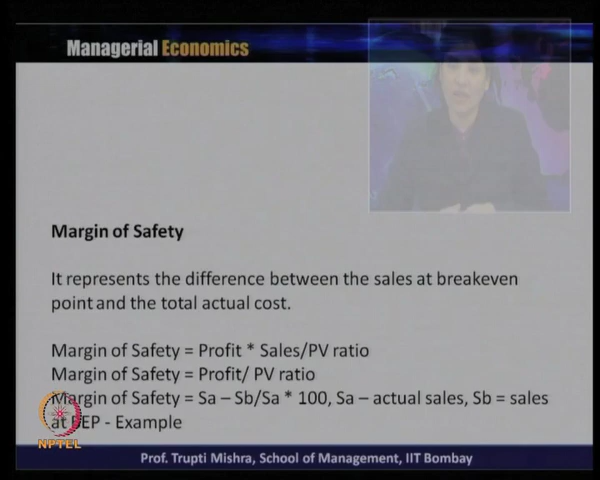 Managerial Economics
Margin of Safety
It represents the difference between the sales at breakeven
point and the total actual cost.
Margin of Safety = Profit * Sales/PV ratio
Margin of Safety = Profit/ PV ratio
Margin of Safety = Sa – Sb/Sa * 100, Sa – actual sales, Sb = sales
at BEP - Example
NPTEL
Prof. Trupti Mishra, School of Management, IIT Bombay